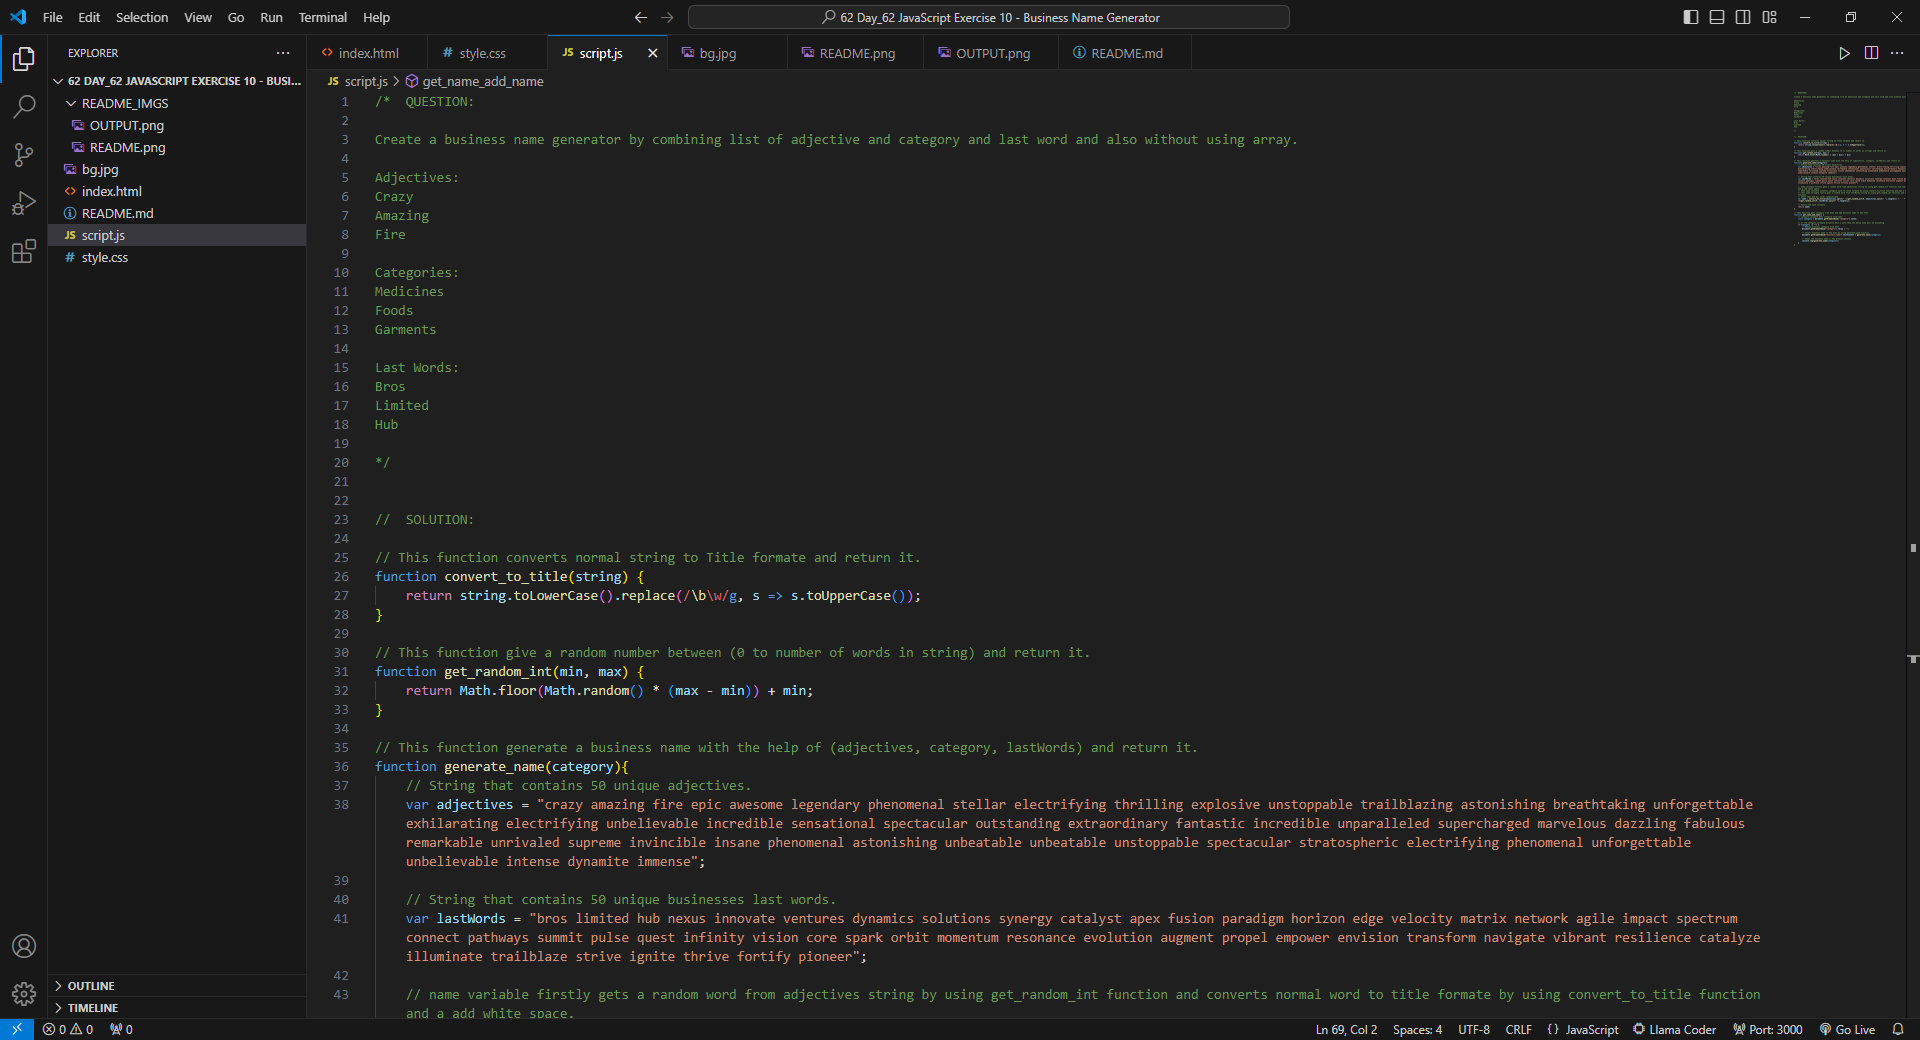 File Edit Selection View Go Run Terminal Help
62 Day_62 JavaScript Exercise 10 - Business Name Generator
EXPLORER
62 DAY_62 JAVASCRIPT EXERCISE 10 - BUSI...
README_IMGS
OUTPUT.png
README.png
bg.jpg
index.html
README.md
script.js
style.css
OUTLINE
TIMELINE
index.html style.css script.js bg.jpg README.png OUTPUT.png README.md
script.js > get_name_add_name
1 /*  QUESTION:
2
3 Create a business name generator by combining list of adjective and category and last word and also without using array.
4
5 Adjectives:
6 Crazy
7 Amazing
8 Fire
9
10 Categories:
11 Medicines
12 Foods
13 Garments
14
15 Last Words:
16 Bros
17 Limited
18 Hub
19
20 */
21
22
23 //  SOLUTION:
24
25 // This function converts normal string to Title formate and return it.
26 function convert_to_title(string) {
27     return string.toLowerCase().replace(/\b\w/g, s => s.toUpperCase());
28 }
29
30 // This function give a random number between (0 to number of words in string) and return it.
31 function get_random_int(min, max) {
32     return Math.floor(Math.random() * (max - min)) + min;
33 }
34
35 // This function generate a business name with the help of (adjectives, category, lastWords) and return it.
36 function generate_name(category){
37     // String that contains 50 unique adjectives.
38     var adjectives = "crazy amazing fire epic awesome legendary phenomenal stellar electrifying thrilling explosive unstoppable trailblazing astonishing breathtaking unforgettable
exhilarating electrifying unbelievable incredible sensational spectacular outstanding extraordinary fantastic incredible unparalleled supercharged marvelous dazzling fabulous
remarkable unrivaled supreme invincible insane phenomenal astonishing unbeatable unbeatable unstoppable spectacular stratospheric electrifying phenomenal unforgettable
unbelievable intense dynamite immense";
39
40     // String that contains 50 unique businesses last words.
41     var lastWords = "bros limited hub nexus innovate ventures dynamics solutions synergy catalyst apex fusion paradigm horizon edge velocity matrix network agile impact spectrum
connect pathways summit pulse quest infinity vision core spark orbit momentum resonance evolution augment propel empower envision transform navigate vibrant resilience catalyze
illuminate trailblaze strive ignite thrive fortify pioneer";
42
43     // name variable firstly gets a random word from adjectives string by using get_random_int function and converts normal word to title formate by using convert_to_title function
and a add white space.
0 0 0 Ln 69, Col 2 Spaces: 4 UTF-8 CRLF {} JavaScript Llama Coder Port: 3000 Go Live